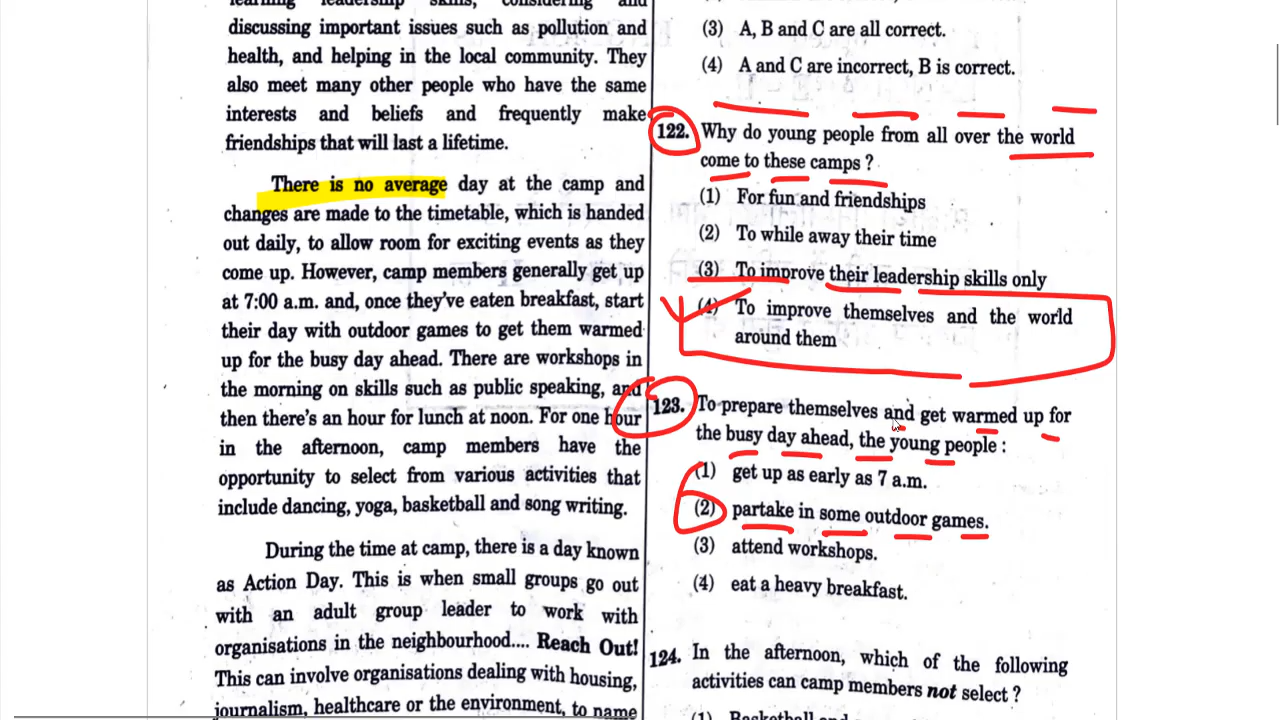 learning leadership skills, considering and
discussing important issues such as pollution and
health, and helping in the local community. They
also meet many other people who have the same
interests and beliefs and frequently make
friendships that will last a lifetime.
There is no average day at the camp and
changes are made to the timetable, which is handed
out daily, to allow room for exciting events as they
come up. However, camp members generally get up
at 7:00 a.m. and, once they've eaten breakfast, start
their day with outdoor games to get them warmed
up for the busy day ahead. There are workshops in
the morning on skills such as public speaking, and
then there's an hour for lunch at noon. For one hour
in the afternoon, camp members have the
opportunity to select from various activities that
include dancing, yoga, basketball and song writing.
During the time at camp, there is a day known
as Action Day. This is when small groups go out
with an adult group leader to work with
organisations in the neighbourhood.... Reach Out!
This can involve organisations dealing with housing,
journalism, healthcare or the environment, to name
(3) A, B and C are all correct.
(4) A and C are incorrect, B is correct.
122. Why do young people from all over the world
come to these camps ?
(1) For fun and friendships
(2) To while away their time
(3) To improve their leadership skills only
(4) To improve themselves and the world
around them
123. To prepare themselves and get warmed up for
the busy day ahead, the young people :
(1) get up as early as 7 a.m.
(2) partake in some outdoor games.
(3) attend workshops.
(4) eat a heavy breakfast.
124. In the afternoon, which of the following
activities can camp members not select ?
(1) Basketball and